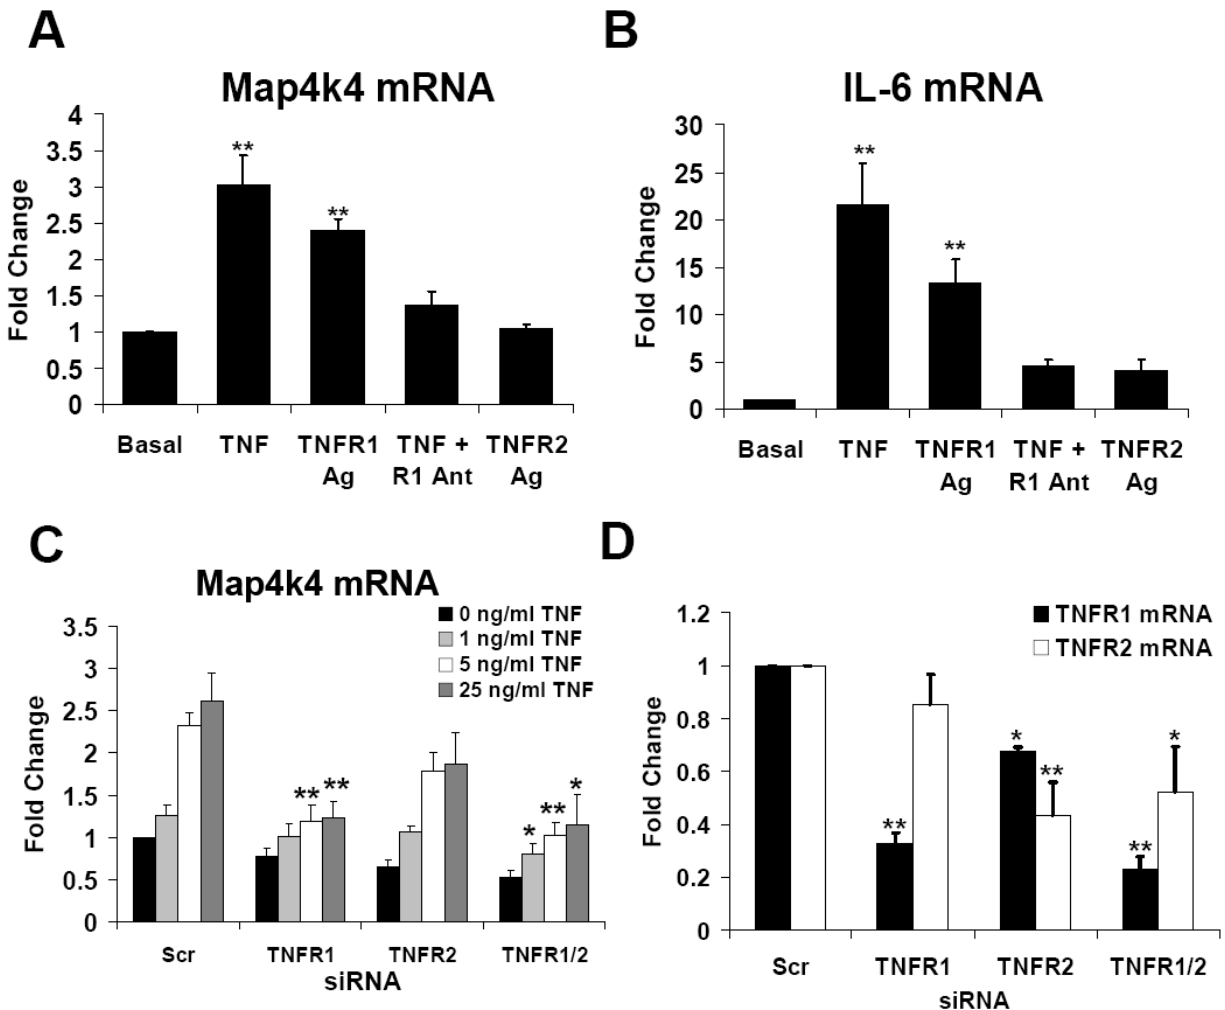 A
Map4k4 mRNA
Fold Change
4
3.5
3
2.5
2
1.5
1
0.5
0
**
**
Basal TNF TNFR1 TNF + TNFR2
Ag R1 Ant Ag
B
IL-6 mRNA
Fold Change
30
25
20
15
10
5
0
**
**
Basal TNF TNFR1 TNF + TNFR2
Ag R1 Ant Ag
C
Map4k4 mRNA
0 ng/ml TNF
1 ng/ml TNF
5 ng/ml TNF
25 ng/ml TNF
Fold Change
3.5
3
2.5
2
1.5
1
0.5
0
** ** * ** *
Scr TNFR1 TNFR2 TNFR1/2
siRNA
D
TNFR1 mRNA
TNFR2 mRNA
Fold Change
1.2
1
0.8
0.6
0.4
0.2
0
** * ** ** *
Scr TNFR1 TNFR2 TNFR1/2
siRNA